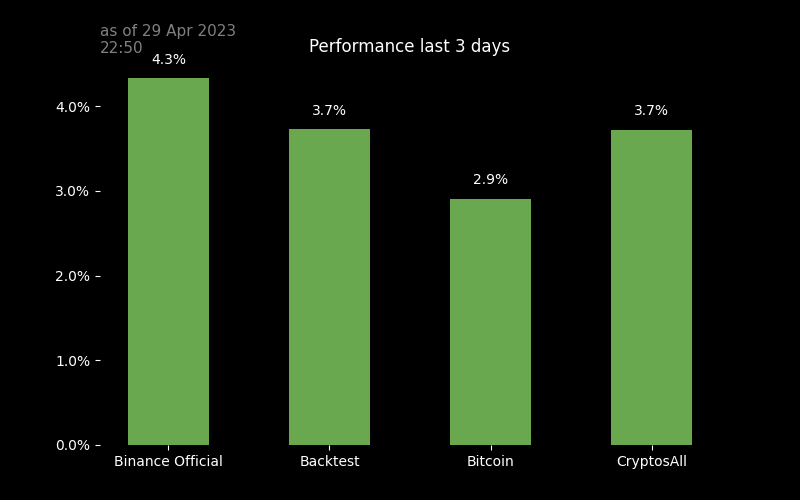 as of 29 Apr 2023
22:50
Performance last 3 days
4.3%
3.7%
2.9%
3.7%
4.0%
3.0%
2.0%
1.0%
0.0%
Binance Official
Backtest
Bitcoin
CryptosAll